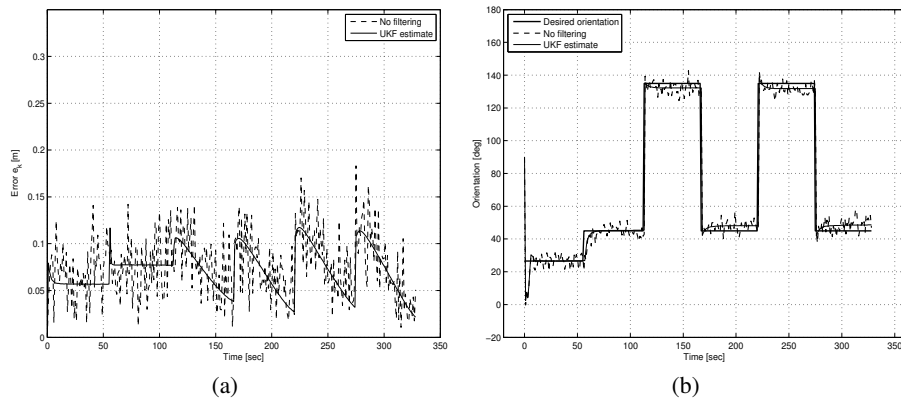 No filtering
UKF estimate
0.35
0.3
0.25
0.2
0.15
0.1
0.05
0
0 50 100 150 200 250 300 350
Error e_k [m]
Time [sec]
(a)
Desired orientation
No filtering
UKF estimate
180
160
140
120
100
80
60
40
20
0
−20
0 50 100 150 200 250 300 350
Orientation [deg]
Time [sec]
(b)